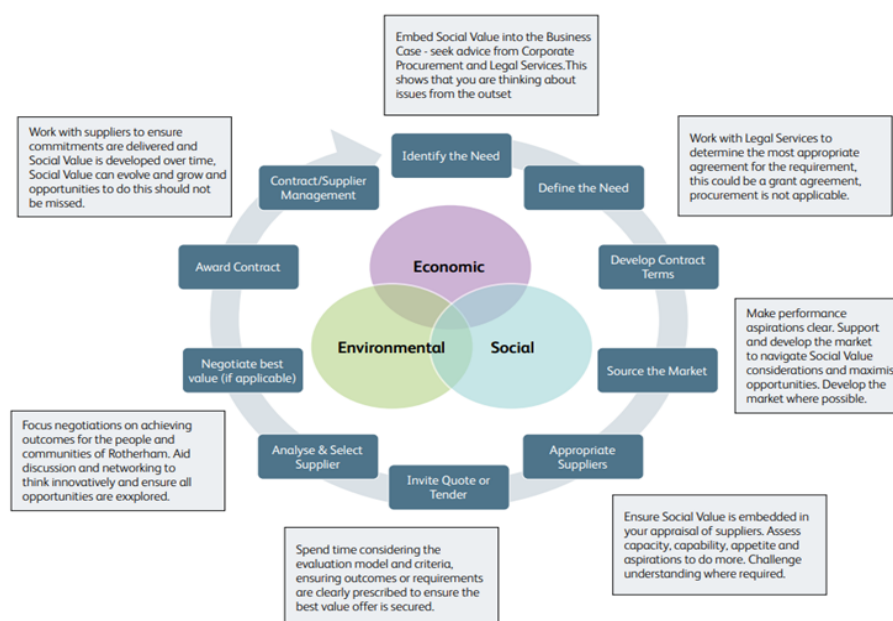 Embed Social Value into the Business
Case - seek advice from Corporate
Procurement and Legal Services.This
shows that you are thinking about
issues from the outset
Work with suppliers to ensure
commitments are delivered and
Social Value is developed over time,
Social Value can evolve and grow and
opportunities to do this should not
be missed.
Work with Legal Services to
determine the most appropriate
agreement for the requirement,
this could be a grant agreement,
procurement is not applicable.
Identify the Need
Define the Need
Contract/Supplier
Management
Award Contract
Develop Contract
Terms
Economic
Environmental
Social
Make performance
aspirations clear. Support
and develop the market
to navigate Social Value
considerations and maximis
opportunities. Develop the
market where possible.
Negotiate best
value (if applicable)
Source the Market
Focus negotiations on achieving
outcomes for the people and
communities of Rotherham. Aid
discussion and networking to
think innovatively and ensure all
opportunities are exxplored.
Analyse & Select
Supplier
Appropriate
Suppliers
Invite Quote or
Tender
Ensure Social Value is embedded in
your appraisal of suppliers. Assess
capacity, capability, appetite and
aspirations to do more. Challenge
understanding where required.
Spend time considering the
evaluation model and criteria,
ensuring outcomes or requirements
are clearly prescribed to ensure the
best value offer is secured.